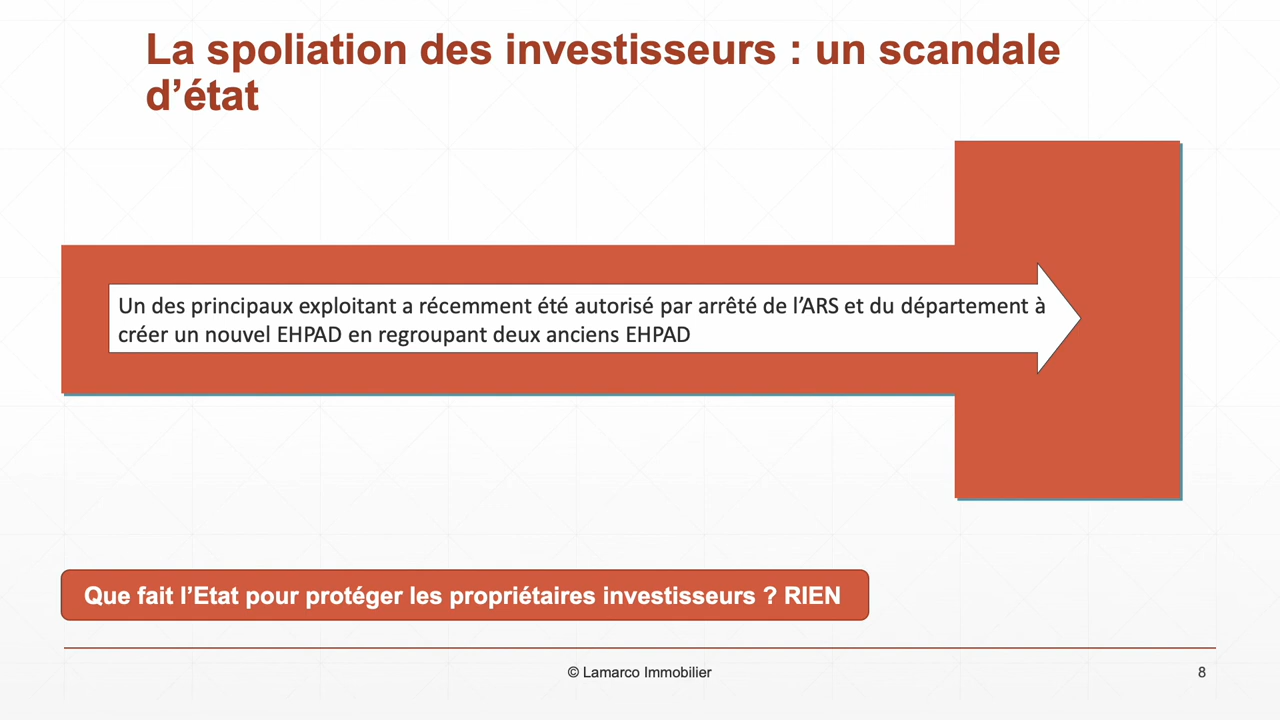 La spoliation des investisseurs : un scandale
d’état
Un des principaux exploitant a récemment été autorisé par arrêté de l’ARS et du département à
créer un nouvel EHPAD en regroupant deux anciens EHPAD
Que fait l’Etat pour protéger les propriétaires investisseurs ? RIEN
© Lamarco Immobilier
8